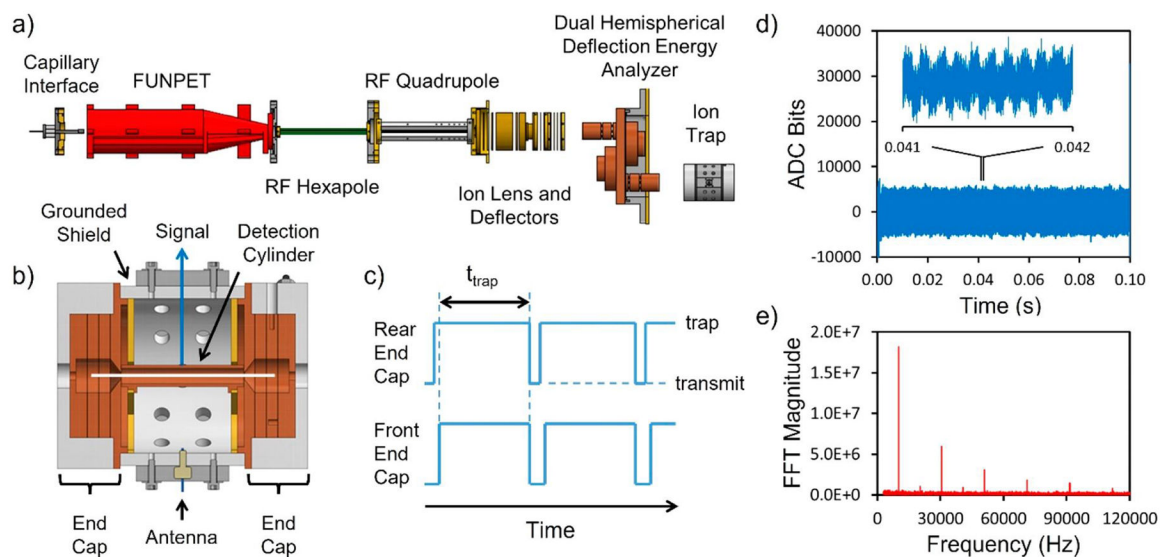 a)
Capillary
Interface
FUNPET
RF Hexapole
RF Quadrupole
Ion Lens and
Deflectors
Dual Hemispherical
Deflection Energy
Analyzer
Ion
Trap
b)
Grounded
Shield
Signal
Detection
Cylinder
End
Cap
Antenna
End
Cap
c)
t_trap
Rear
End
Cap
trap
transmit
Front
End
Cap
Time
d)
ADC Bits
40000
30000
20000
10000
0
-10000
0.041
0.042
0.00
0.02
0.04
0.06
0.08
0.10
Time (s)
e)
FFT Magnitude
2.0E+7
1.5E+7
1.0E+7
5.0E+6
0.0E+0
0
30000
60000
90000
120000
Frequency (Hz)